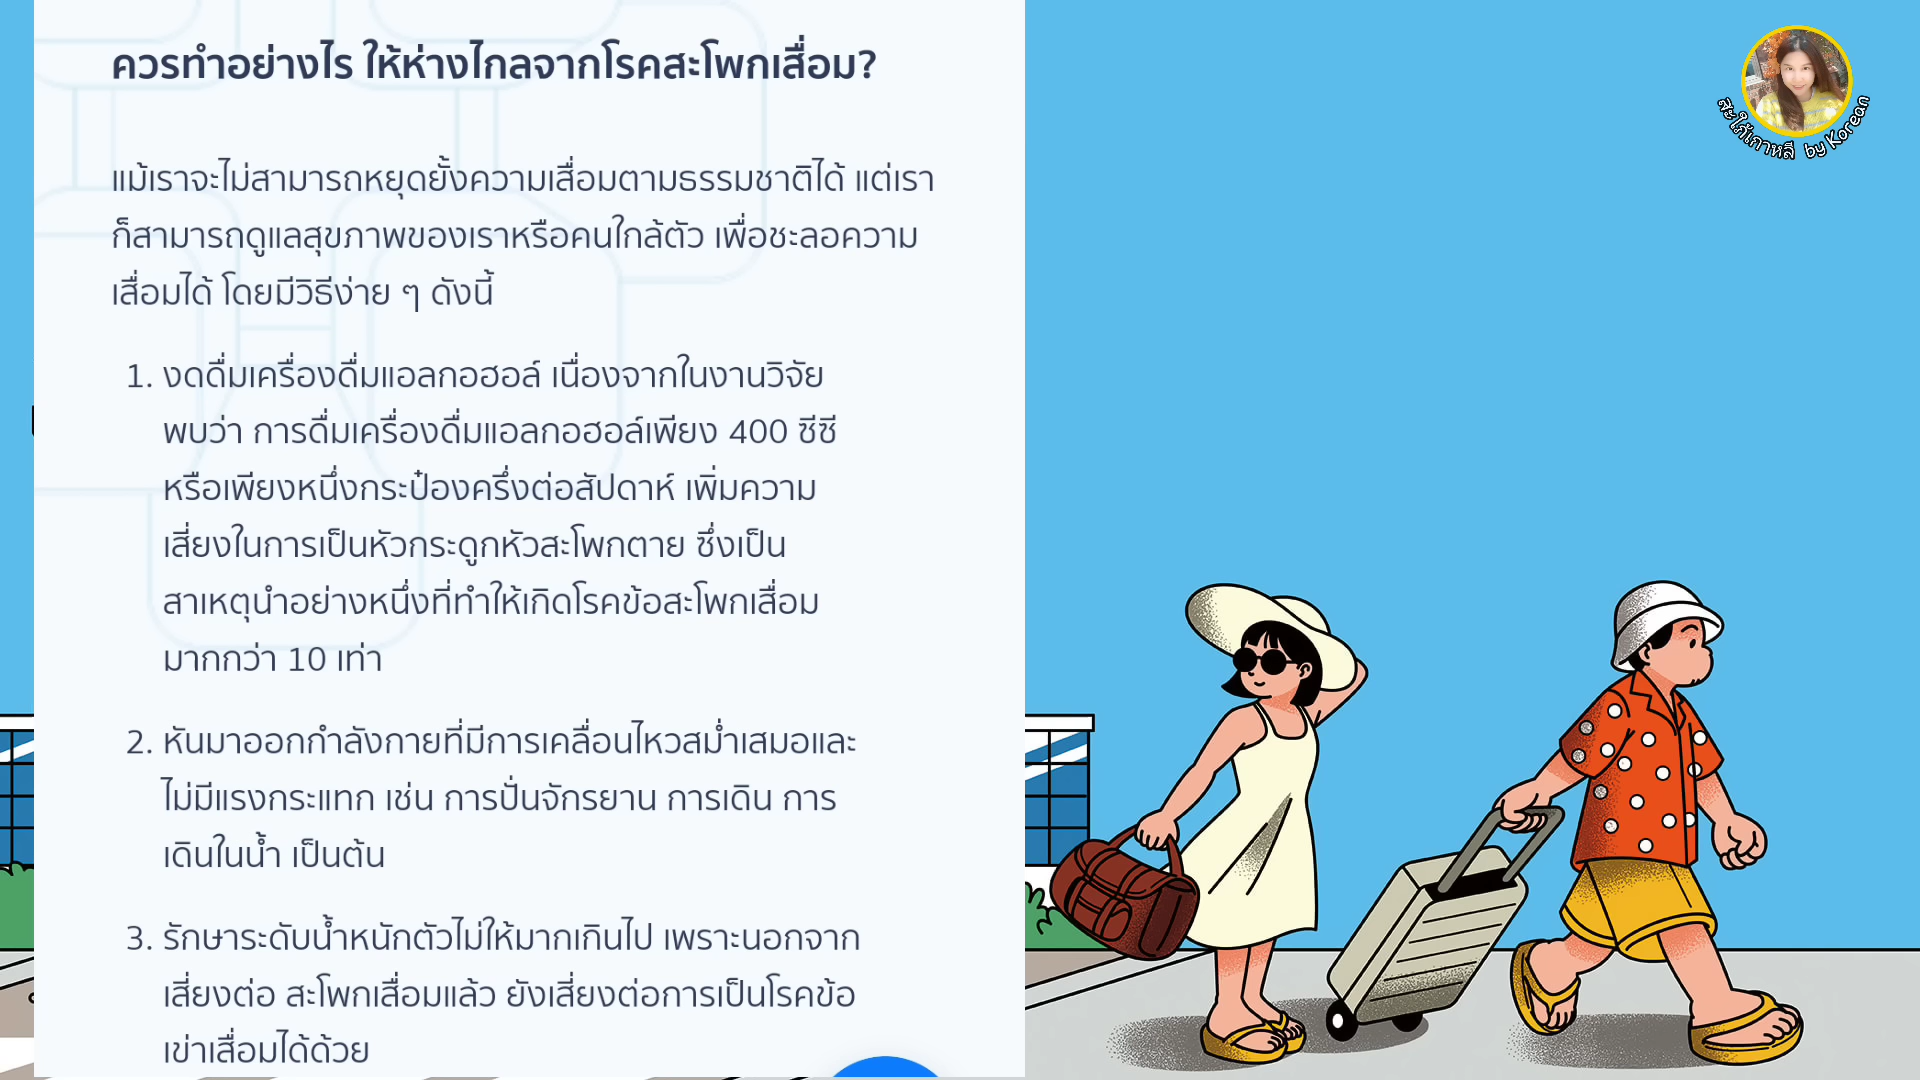 ควรทำอย่างไร ให้ห่างไกลจากโรคสะโพกเสื่อม?
แม้เราจะไม่สามารถหยุดยั้งความเสื่อมตามธรรมชาติได้ แต่เรา
ก็สามารถดูแลสุขภาพของเราหรือคนใกล้ตัว เพื่อชะลอความ
เสื่อมได้ โดยมีวิธีง่าย ๆ ดังนี้
1. งดดื่มเครื่องดื่มแอลกอฮอล์ เนื่องจากในงานวิจัย
พบว่า การดื่มเครื่องดื่มแอลกอฮอล์เพียง 400 ซีซี
หรือเพียงหนึ่งกระป๋องครึ่งต่อสัปดาห์ เพิ่มความ
เสี่ยงในการเป็นหัวกระดูกหัวสะโพกตาย ซึ่งเป็น
สาเหตุนำอย่างหนึ่งที่ทำให้เกิดโรคข้อสะโพกเสื่อม
มากกว่า 10 เท่า
2. หันมาออกกำลังกายที่มีการเคลื่อนไหวสม่ำเสมอและ
ไม่มีแรงกระแทก เช่น การปั่นจักรยาน การเดิน การ
เดินในน้ำ เป็นต้น
3. รักษาระดับน้ำหนักตัวไม่ให้มากเกินไป เพราะนอกจาก
เสี่ยงต่อ สะโพกเสื่อมแล้ว ยังเสี่ยงต่อการเป็นโรคข้อ
เข่าเสื่อมได้ด้วย
สะใภ้เกาหลี by Korean